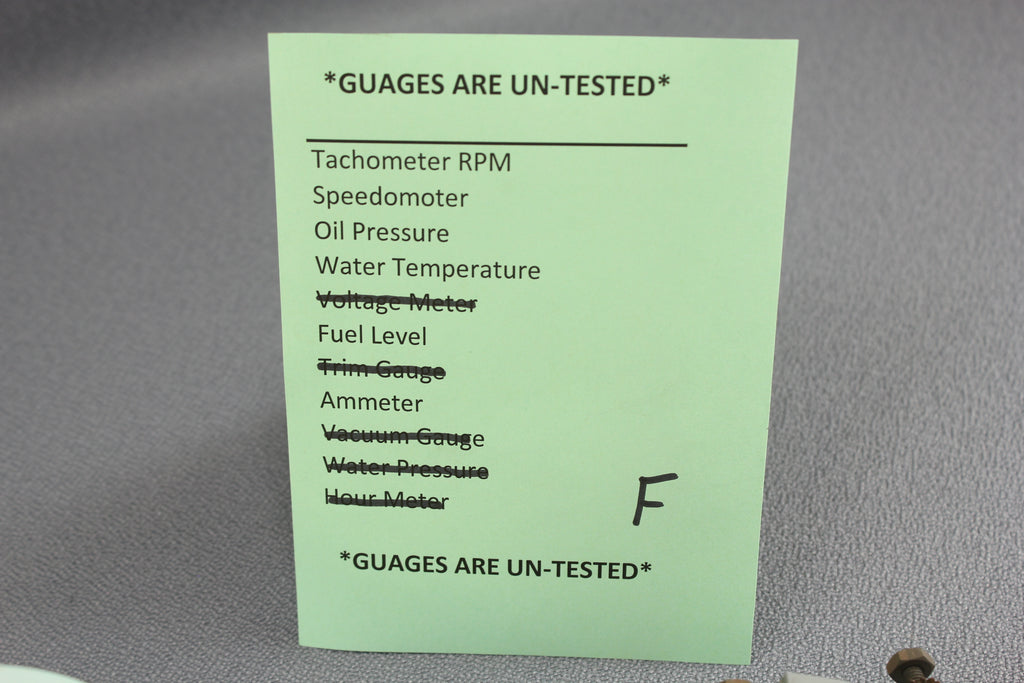 *GUAGES ARE UN-TESTED*
Tachometer RPM
Speedomoter
Oil Pressure
Water Temperature
Voltage Meter
Fuel Level
Trim Gauge
Ammeter
Vacuum Gauge
Water Pressure
Hour Meter
F
*GUAGES ARE UN-TESTED*